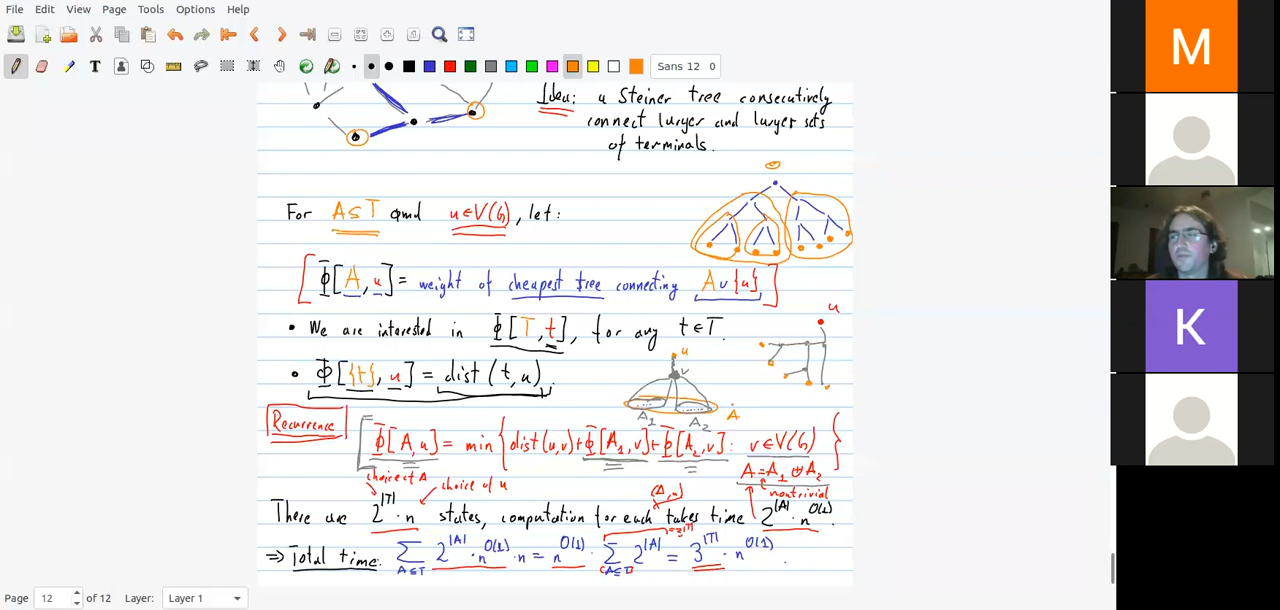 File Edit View Page Tools Options Help
Sans 12 0
Idea: a Steiner tree consecutively
connect larger and larger sets
of terminals.
For A⊆T and u∈V(G), let:
Φ[A, u] = weight of cheapest tree connecting A∪{u}
• We are interested in Φ[T, t], for any t∈T.
u
• Φ[{t}, u] = dist(t, u).
u
v
A₁ A₂ A
Recurrence Φ[A, u] = min { dist(u,v) + Φ[A₁, v] + Φ[A₂, v] : v∈V(G)
A = A₁ ⊎ A₂ }
nontrivial
choice of A choice of u (A, u)
There are 2^|T| · n states, computation for each takes time 2^|A| · n^O(1)
= 3^|T|
⇒ Total time: ∑_{A⊆T} 2^|A| · n^O(1) · n = n^O(1) · ∑_{A⊆T} 2^|A| = 3^|T| · n^O(1).
Page 12 of 12 Layer: Layer 1
M
K